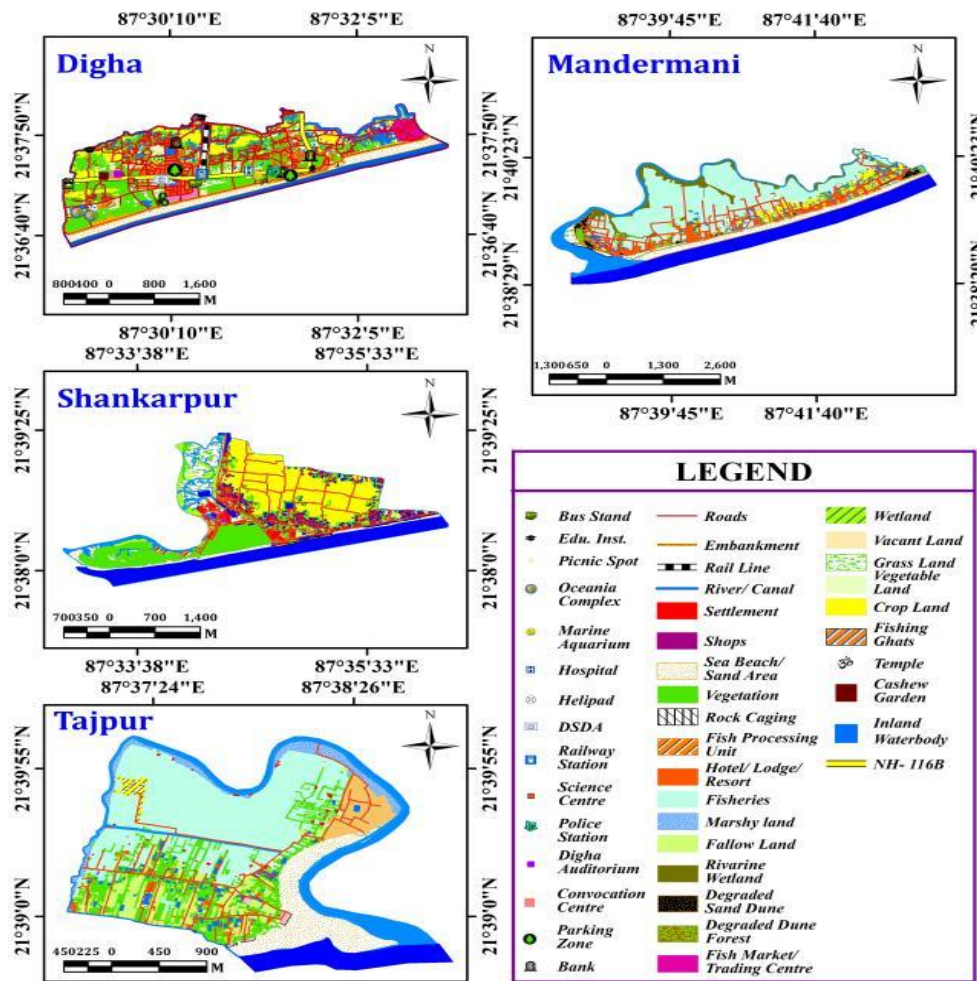 87°30'10"E 87°32'5"E
Digha
N
21°37'50"N
21°36'40"N
21°37'50"N
21°36'40"N
800400 0 800 1,600
M
87°30'10"E 87°32'5"E
87°39'45"E 87°41'40"E
Mandermani
N
21°40'23"N
21°38'29"N
21°40'23"N
21°38'29"N
1,300650 0 1,300 2,600
M
87°39'45"E 87°41'40"E
87°33'38"E 87°35'33"E
Shankarpur
N
21°39'25"N
21°38'0"N
21°39'25"N
21°38'0"N
700350 0 700 1,400
M
87°33'38"E 87°35'33"E
87°37'24"E 87°38'26"E
Tajpur
N
21°39'55"N
21°39'0"N
21°39'55"N
21°39'0"N
450225 0 450 900
M
LEGEND
Bus Stand
Edu. Inst.
Picnic Spot
Oceania
Complex
Marine
Aquarium
Hospital
Helipad
DSDA
Railway
Station
Science
Centre
Police
Station
Digha
Auditorium
Convocation
Centre
Parking
Zone
Bank
Roads
Embankment
Rail Line
River/ Canal
Settlement
Shops
Sea Beach/
Sand Area
Vegetation
Rock Caging
Fish Processing
Unit
Hotel/ Lodge/
Resort
Fisheries
Marshy land
Fallow Land
Rivarine
Wetland
Degraded
Sand Dune
Degraded Dune
Forest
Fish Market/
Trading Centre
Wetland
Vacant Land
Grass Land
Vegetable
Land
Crop Land
Fishing
Ghats
ॐ Temple
Cashew
Garden
Inland
Waterbody
NH- 116B